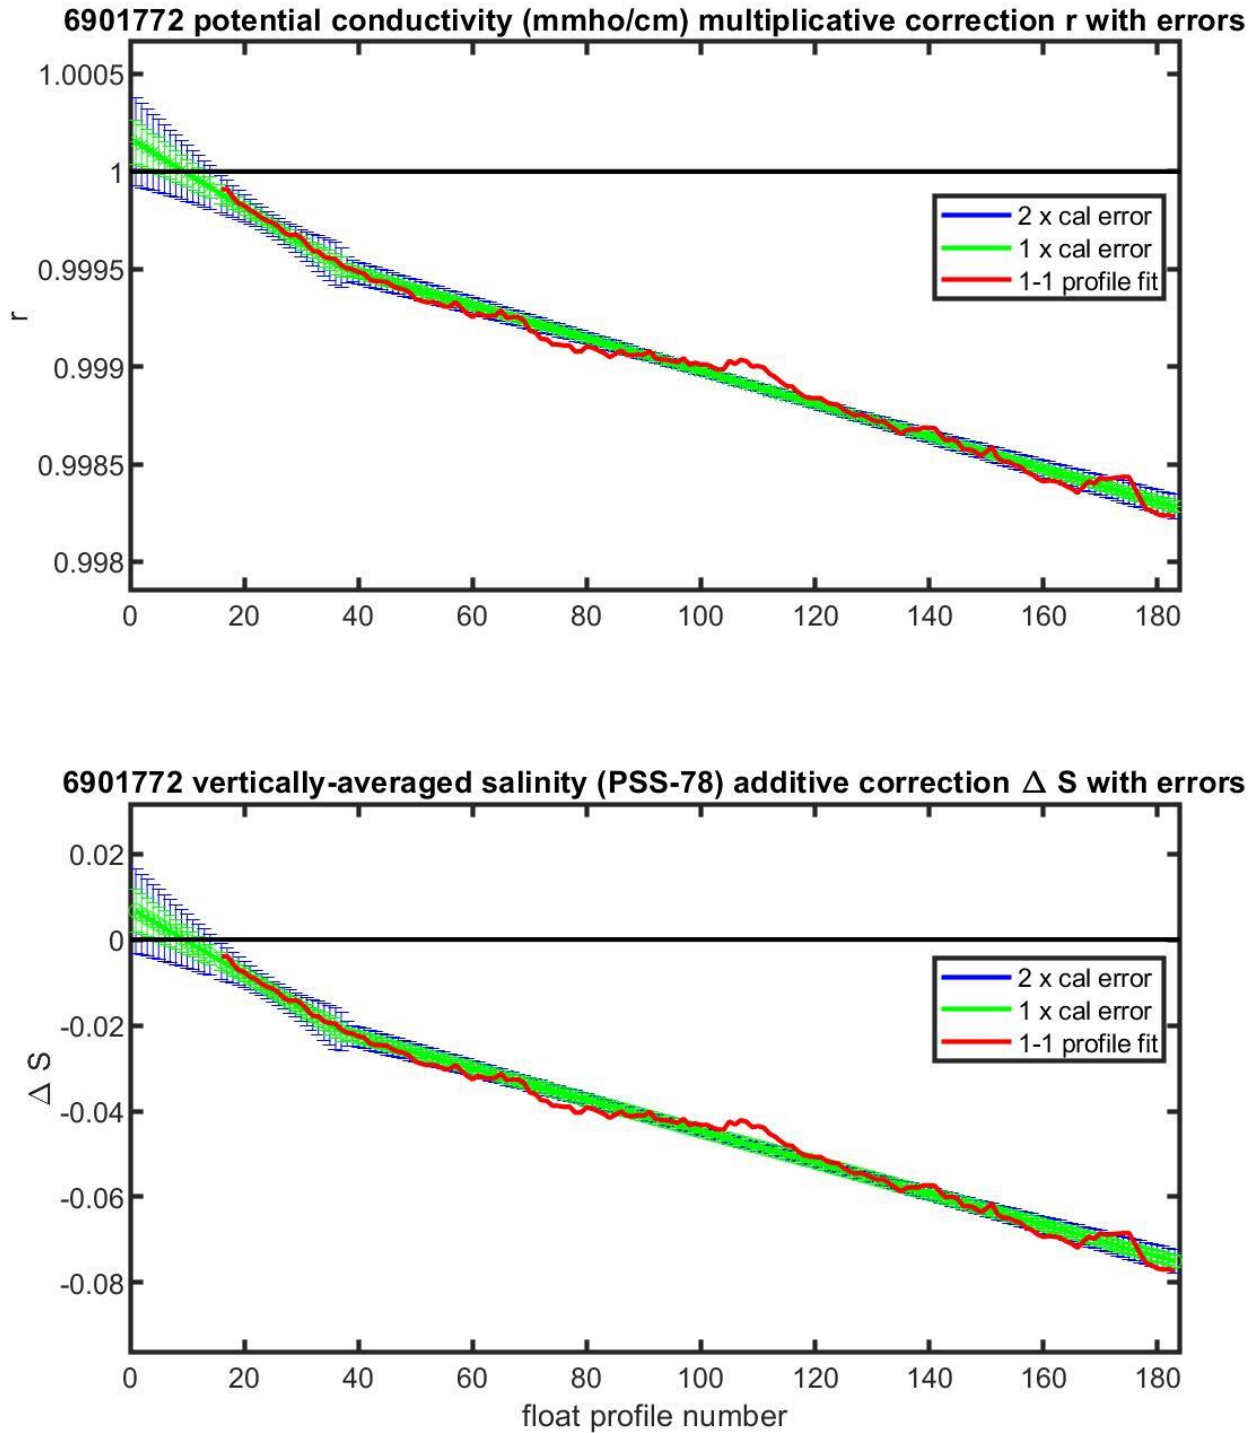 6901772 potential conductivity (mmho/cm) multiplicative correction r with errors
1.0005
1
0.9995
0.999
0.9985
0.998
r
2 x cal error
1 x cal error
1-1 profile fit
0 20 40 60 80 100 120 140 160 180
6901772 vertically-averaged salinity (PSS-78) additive correction Δ S with errors
0.02
0
-0.02
-0.04
-0.06
-0.08
Δ S
2 x cal error
1 x cal error
1-1 profile fit
0 20 40 60 80 100 120 140 160 180
float profile number